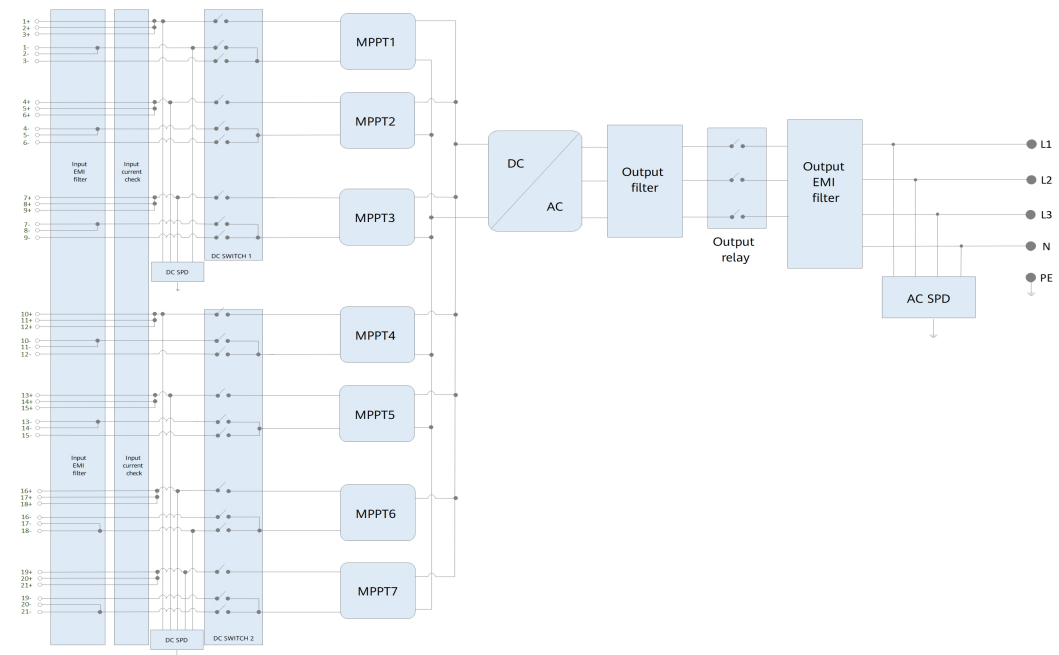 1+
2+
3+
1-
2-
3-
MPPT1
4+
5+
6+
4-
5-
6-
MPPT2
Input
EMI
filter
Input
current
check
7+
8+
9+
7-
8-
9-
MPPT3
DC SWITCH 1
DC SPD
DC
AC
Output
filter
Output
relay
Output
EMI
filter
L1
L2
L3
N
PE
AC SPD
10+
11+
12+
10-
11-
12-
MPPT4
13+
14+
15+
13-
14-
15-
MPPT5
Input
EMI
filter
Input
current
check
16+
17+
18+
16-
17-
18-
MPPT6
19+
20+
21+
19-
20-
21-
MPPT7
DC SPD
DC SWITCH 2